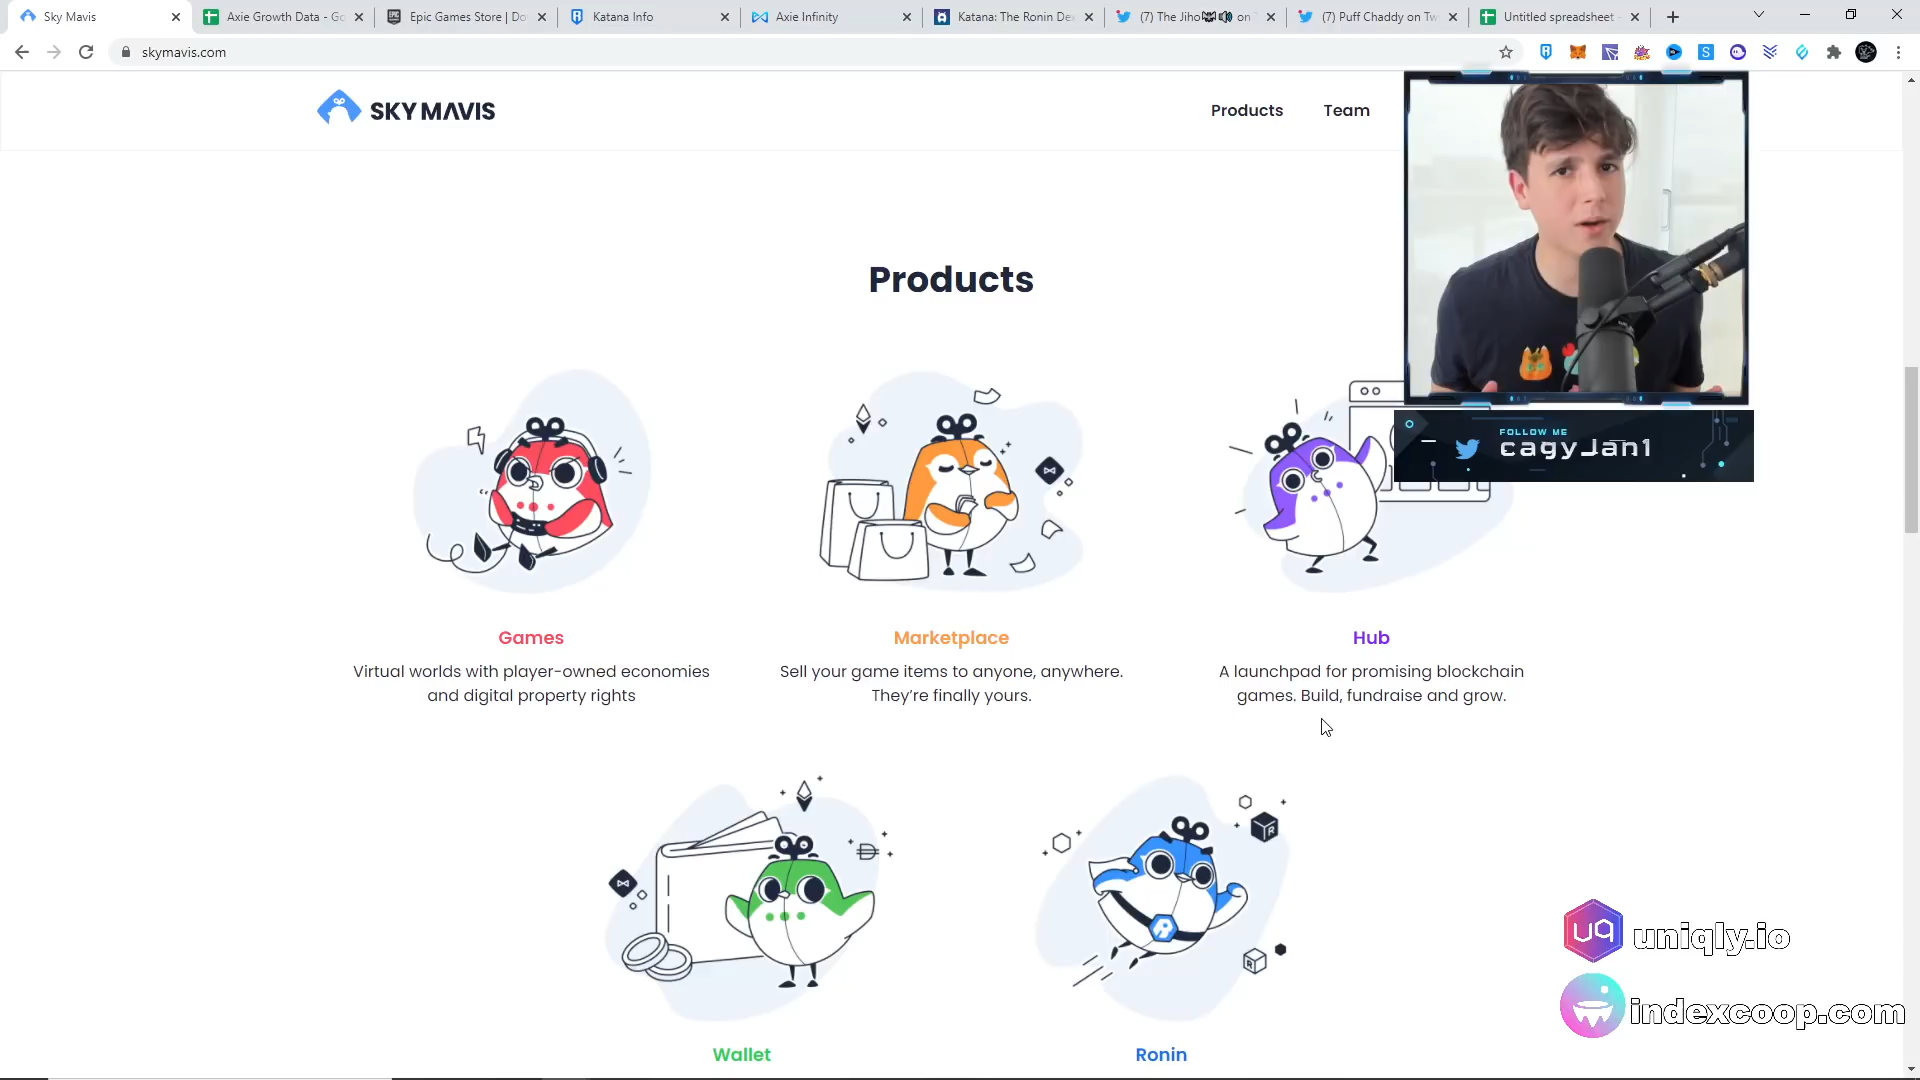 Sky Mavis
Axie Growth Data - Go
Epic Games Store | Do
Katana Info
Axie Infinity
Katana: The Ronin De
(7) The Jiho
on
(7) Puff Chaddy on Tw
Untitled spreadsheet
skymavis.com
SKY MAVIS
Products
Team
Products
FOLLOW ME
cagyJan1
Games
Virtual worlds with player-owned economies
and digital property rights
Marketplace
Sell your game items to anyone, anywhere.
They're finally yours.
Hub
A launchpad for promising blockchain
games. Build, fundraise and grow.
Wallet
Ronin
uq uniqly.io
indexcoop.com